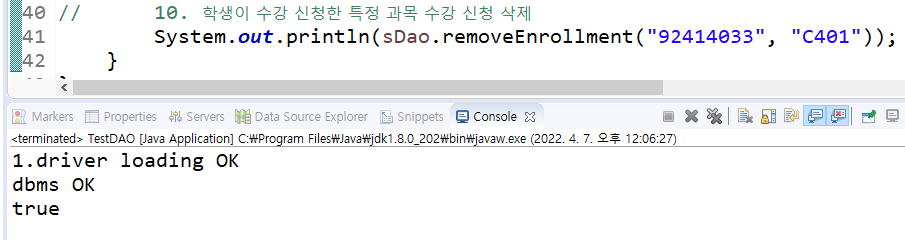 40 //      10. 학생이 수강 신청한 특정 과목 수강 신청 삭제
41         System.out.println(sDao.removeEnrollment("92414033", "C401"));
42     }
Markers Properties Servers Data Source Explorer Snippets Console
<terminated> TestDAO [Java Application] C:₩Program Files₩Java₩jdk1.8.0_202₩bin₩javaw.exe (2022. 4. 7. 오후 12:06:27)
1.driver loading OK
dbms OK
true